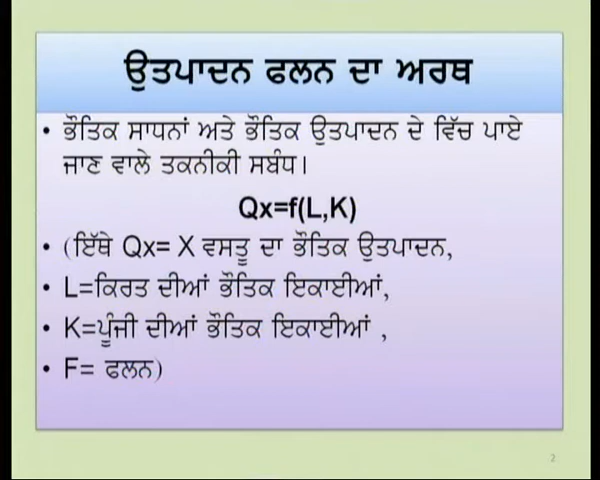 ਉਤਪਾਦਨ ਫਲਨ ਦਾ ਅਰਥ
• ਭੌਤਿਕ ਸਾਧਨਾਂ ਅਤੇ ਭੌਤਿਕ ਉਤਪਾਦਨ ਦੇ ਵਿੱਚ ਪਾਏ
ਜਾਣ ਵਾਲੇ ਤਕਨੀਕੀ ਸਬੰਧ।
Qx=f(L,K)
• (ਇੱਥੇ Qx= X ਵਸਤੂ ਦਾ ਭੌਤਿਕ ਉਤਪਾਦਨ,
• L=ਕਿਰਤ ਦੀਆਂ ਭੌਤਿਕ ਇਕਾਈਆਂ,
• K=ਪੂੰਜੀ ਦੀਆਂ ਭੌਤਿਕ ਇਕਾਈਆਂ ,
• F= ਫਲਨ)
2